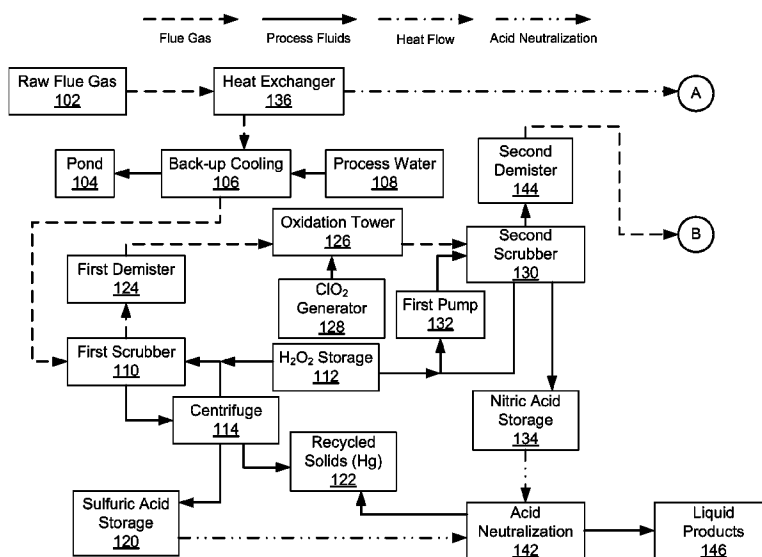 Flue Gas
Process Fluids
Heat Flow
Acid Neutralization
Raw Flue Gas
102
Heat Exchanger
136
A
Pond
104
Back-up Cooling
106
Process Water
108
Second
Demister
144
B
First Demister
124
Oxidation Tower
126
Second
Scrubber
130
ClO₂
Generator
128
First Pump
132
First Scrubber
110
H₂O₂ Storage
112
Centrifuge
114
Nitric Acid
Storage
134
Recycled
Solids (Hg)
122
Sulfuric Acid
Storage
120
Acid
Neutralization
142
Liquid
Products
146